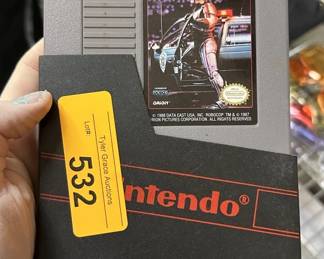 © 1988 DATA EAST USA, INC. ROBOCOP TM & © 1987
ORION PICTURES CORPORATION. ALL RIGHTS RESERVED.
Lot#:
532
Tyler Grace Auctions
Nintendo®